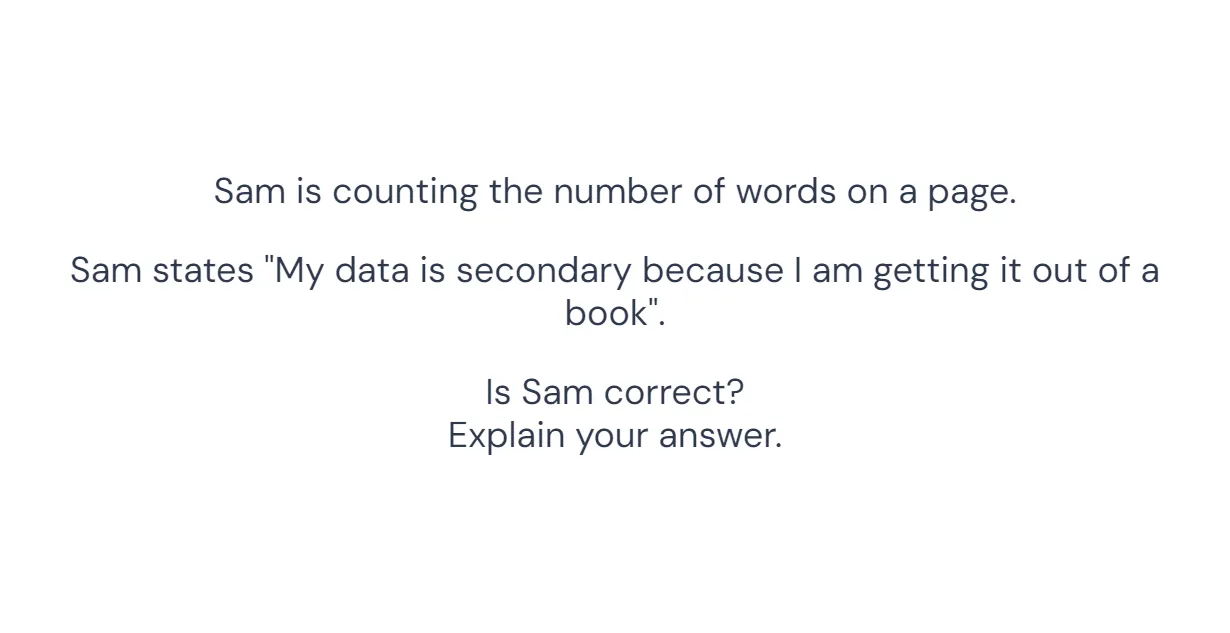 Sam is counting the number of words on a page.
Sam states "My data is secondary because I am getting it out of a
book".
Is Sam correct?
Explain your answer.